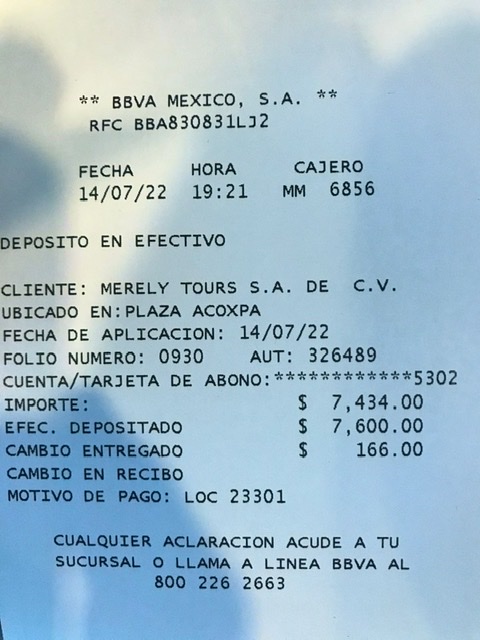 ** BBVA MEXICO, S.A. **
RFC BBA830831LJ2
FECHA HORA CAJERO
14/07/22 19:21 MM 6856
DEPOSITO EN EFECTIVO
CLIENTE: MERELY TOURS S.A. DE C.V.
UBICADO EN:PLAZA ACOXPA
FECHA DE APLICACION: 14/07/22
FOLIO NUMERO: 0930 AUT: 326489
CUENTA/TARJETA DE ABONO:************5302
IMPORTE: $ 7,434.00
EFEC. DEPOSITADO $ 7,600.00
CAMBIO ENTREGADO $ 166.00
CAMBIO EN RECIBO
MOTIVO DE PAGO: LOC 23301
CUALQUIER ACLARACION ACUDE A TU
SUCURSAL O LLAMA A LINEA BBVA AL
800 226 2663